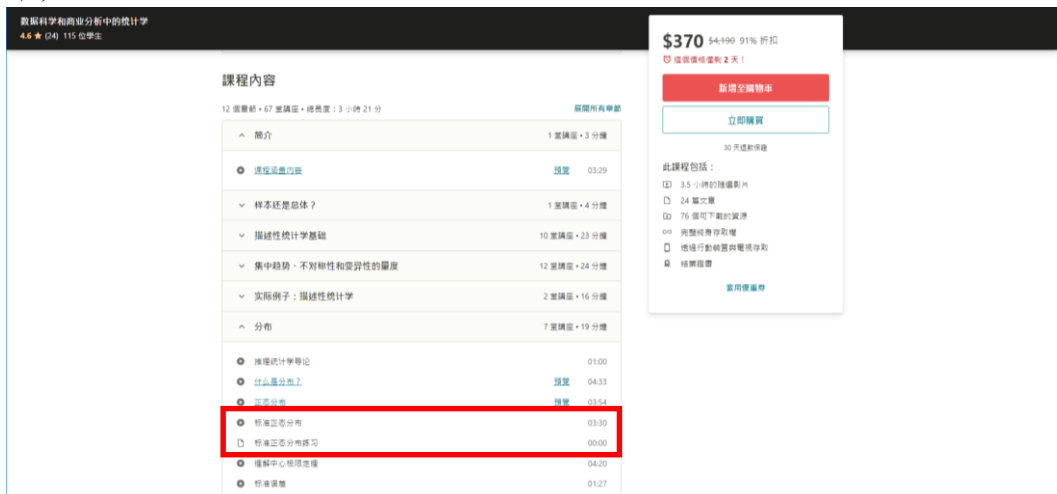 数据科学和商业分析中的统计学
4.6 ★ (24) 115 位學生
$370 $4,190 91% 折扣
這個價格僅剩 2 天！
新增至購物車
立即購買
30 天退款保證
此課程包括：
3.5 小時的隨選影片
24 篇文章
76 個可下載的資源
完整終身存取權
透過行動裝置與電視存取
結業證書
套用優惠券
課程內容
12 個章節 • 67 堂講座 • 總長度：3 小時 21 分 展開所有章節
簡介 1 堂講座 • 3 分鐘
课程涵盖内容 預覽 03:29
样本还是总体？ 1 堂講座 • 4 分鐘
描述性统计学基础 10 堂講座 • 23 分鐘
集中趋势、不对称性和变异性的量度 12 堂講座 • 24 分鐘
实际例子：描述性统计学 2 堂講座 • 16 分鐘
分布 7 堂講座 • 19 分鐘
推理统计学导论 01:00
什么是分布？ 預覽 04:33
正态分布 預覽 03:54
标准正态分布 03:30
标准正态分布练习 00:00
理解中心极限定理 04:20
标准误差 01:27